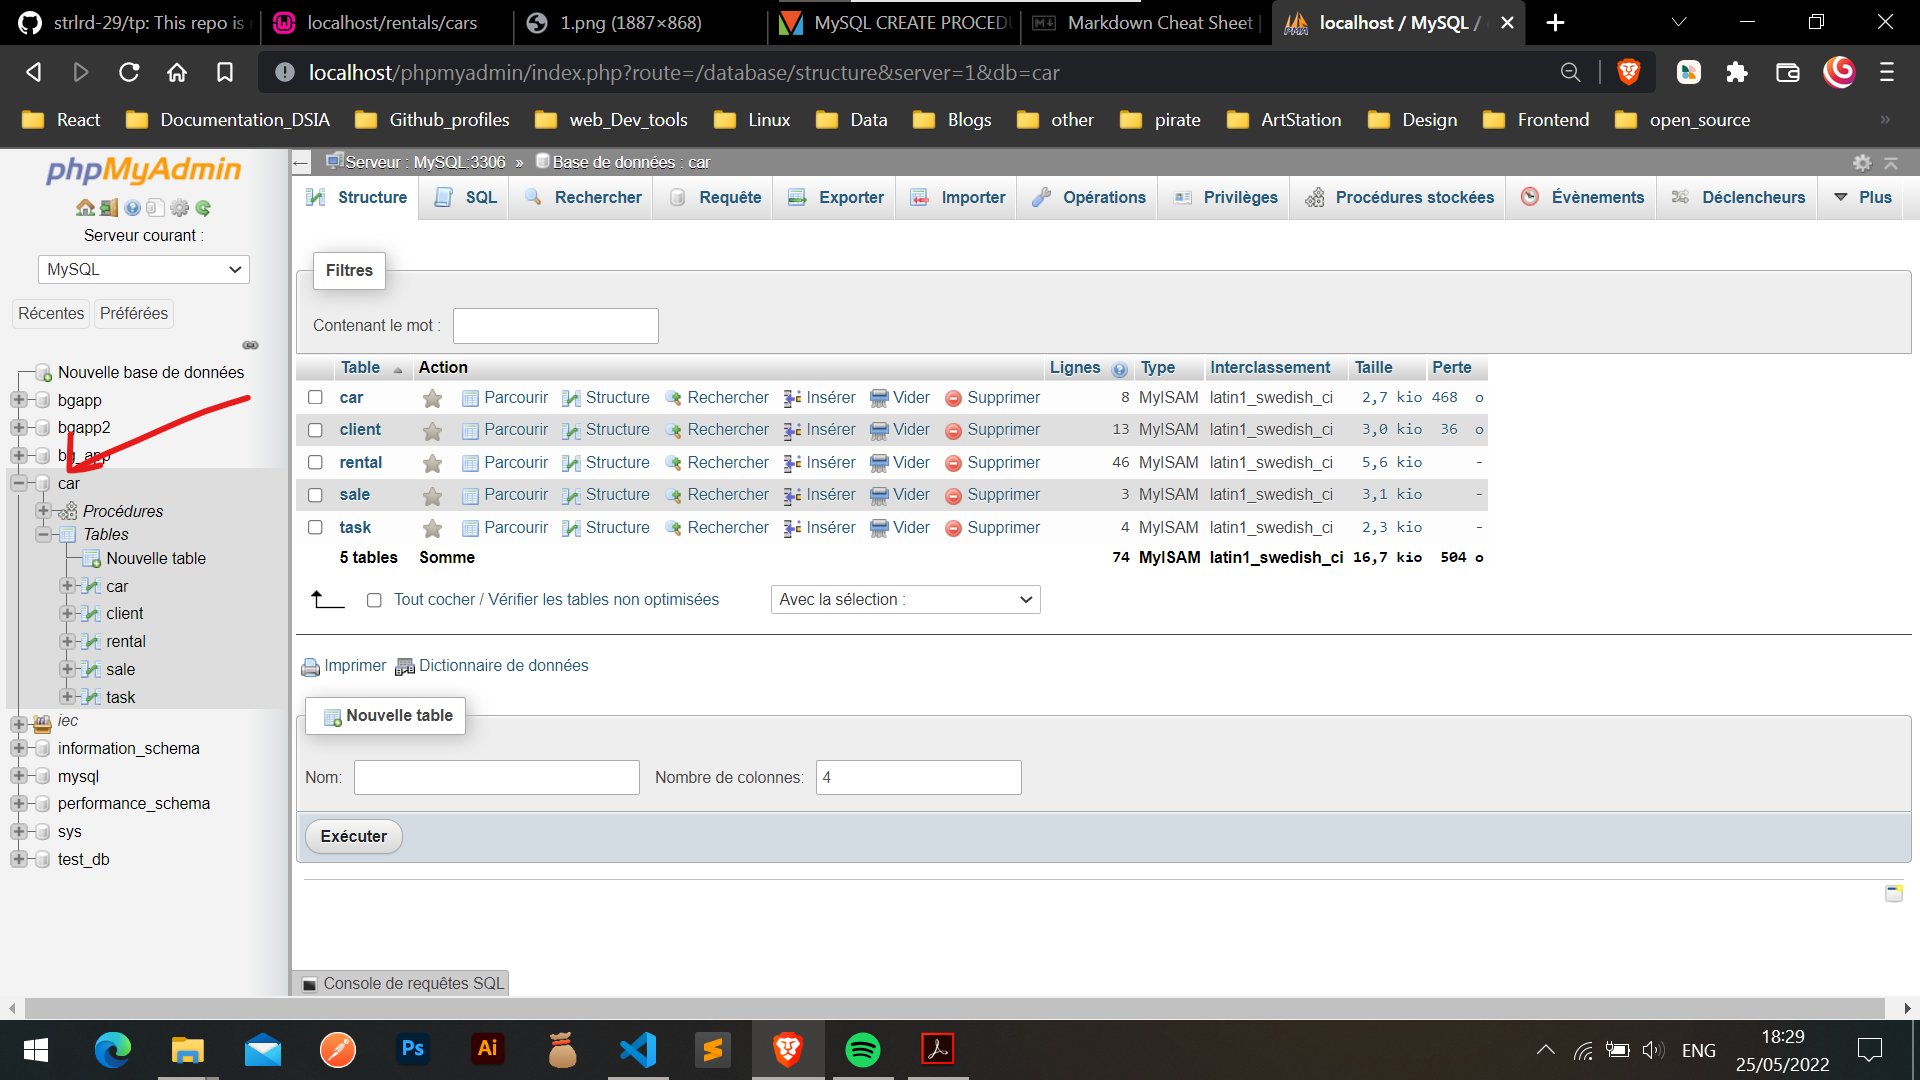 strlrd-29/tp: This repo is
localhost/rentals/cars
1.png (1887×868)
MySQL CREATE PROCEDU
Markdown Cheat Sheet
localhost / MySQL /
localhost/phpmyadmin/index.php?route=/database/structure&server=1&db=car
React
Documentation_DSIA
Github_profiles
web_Dev_tools
Linux
Data
Blogs
other
pirate
ArtStation
Design
Frontend
open_source
»
phpMyAdmin
Serveur courant :
MySQL
Récentes Préférées
Nouvelle base de données
bgapp
bgapp2
bg_app
car
Procédures
Tables
Nouvelle table
car
client
rental
sale
task
iec
information_schema
mysql
performance_schema
sys
test_db
Serveur : MySQL:3306 » Base de données : car
Structure SQL Rechercher Requête Exporter Importer Opérations Privilèges Procédures stockées Évènements Déclencheurs Plus
Filtres
Contenant le mot :
Table Action Lignes Type Interclassement Taille Perte
car Parcourir Structure Rechercher Insérer Vider Supprimer 8 MyISAM latin1_swedish_ci 2,7 kio 468 o
client Parcourir Structure Rechercher Insérer Vider Supprimer 13 MyISAM latin1_swedish_ci 3,0 kio 36 o
rental Parcourir Structure Rechercher Insérer Vider Supprimer 46 MyISAM latin1_swedish_ci 5,6 kio -
sale Parcourir Structure Rechercher Insérer Vider Supprimer 3 MyISAM latin1_swedish_ci 3,1 kio -
task Parcourir Structure Rechercher Insérer Vider Supprimer 4 MyISAM latin1_swedish_ci 2,3 kio -
5 tables Somme 74 MyISAM latin1_swedish_ci 16,7 kio 504 o
Tout cocher / Vérifier les tables non optimisées Avec la sélection :
Imprimer Dictionnaire de données
Nouvelle table
Nom: Nombre de colonnes: 4
Exécuter
Console de requêtes SQL
Ps
Ai
ENG
18:29
25/05/2022